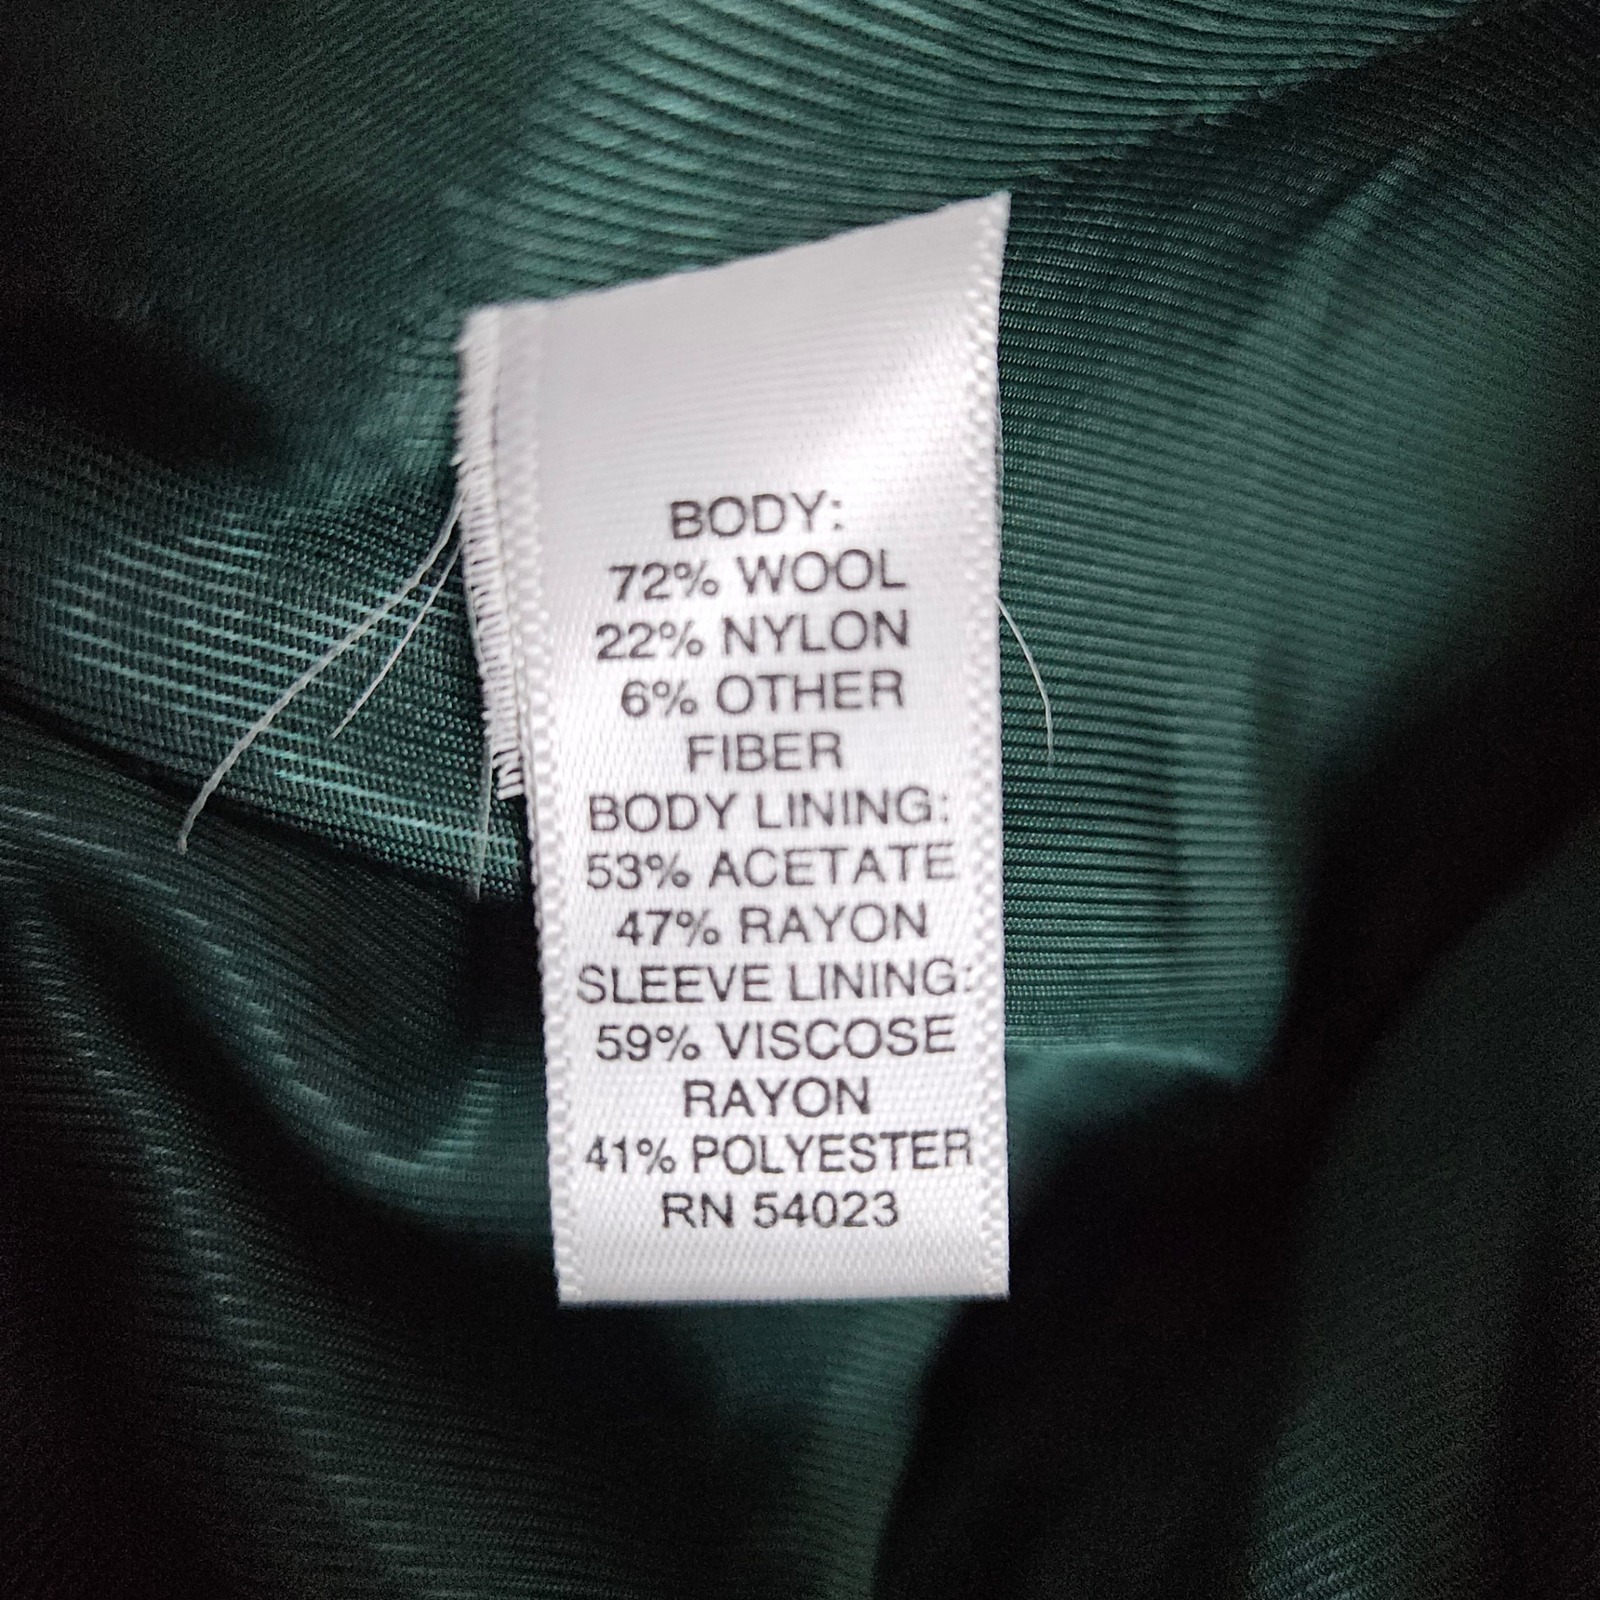 BODY:
72% WOOL
22% NYLON
6% OTHER
FIBER
BODY LINING:
53% ACETATE
47% RAYON
SLEEVE LINING:
59% VISCOSE
RAYON
41% POLYESTER
RN 54023